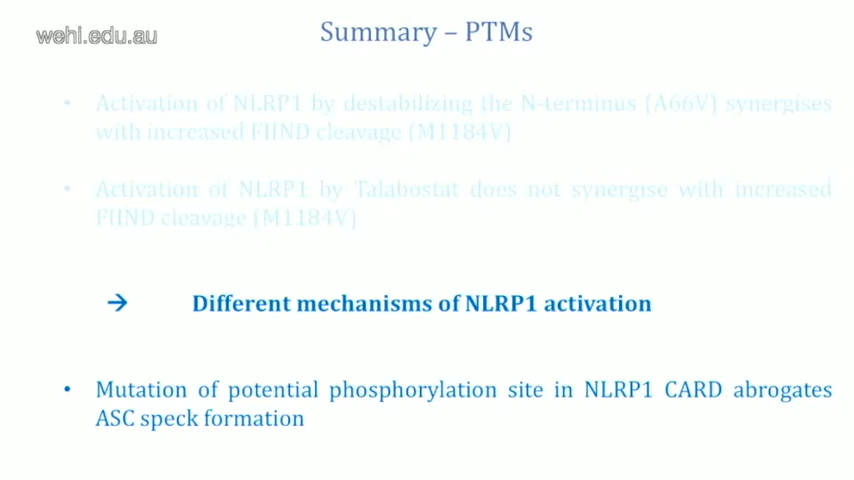 wehi.edu.au
Summary – PTMs
• Activation of NLRP1 by destabilizing the N-terminus (A66V) synergises
with increased FIIND cleavage (M1184V)
• Activation of NLRP1 by Talabostat does not synergise with increased
FIIND cleavage (M1184V)
→ Different mechanisms of NLRP1 activation
• Mutation of potential phosphorylation site in NLRP1 CARD abrogates
ASC speck formation